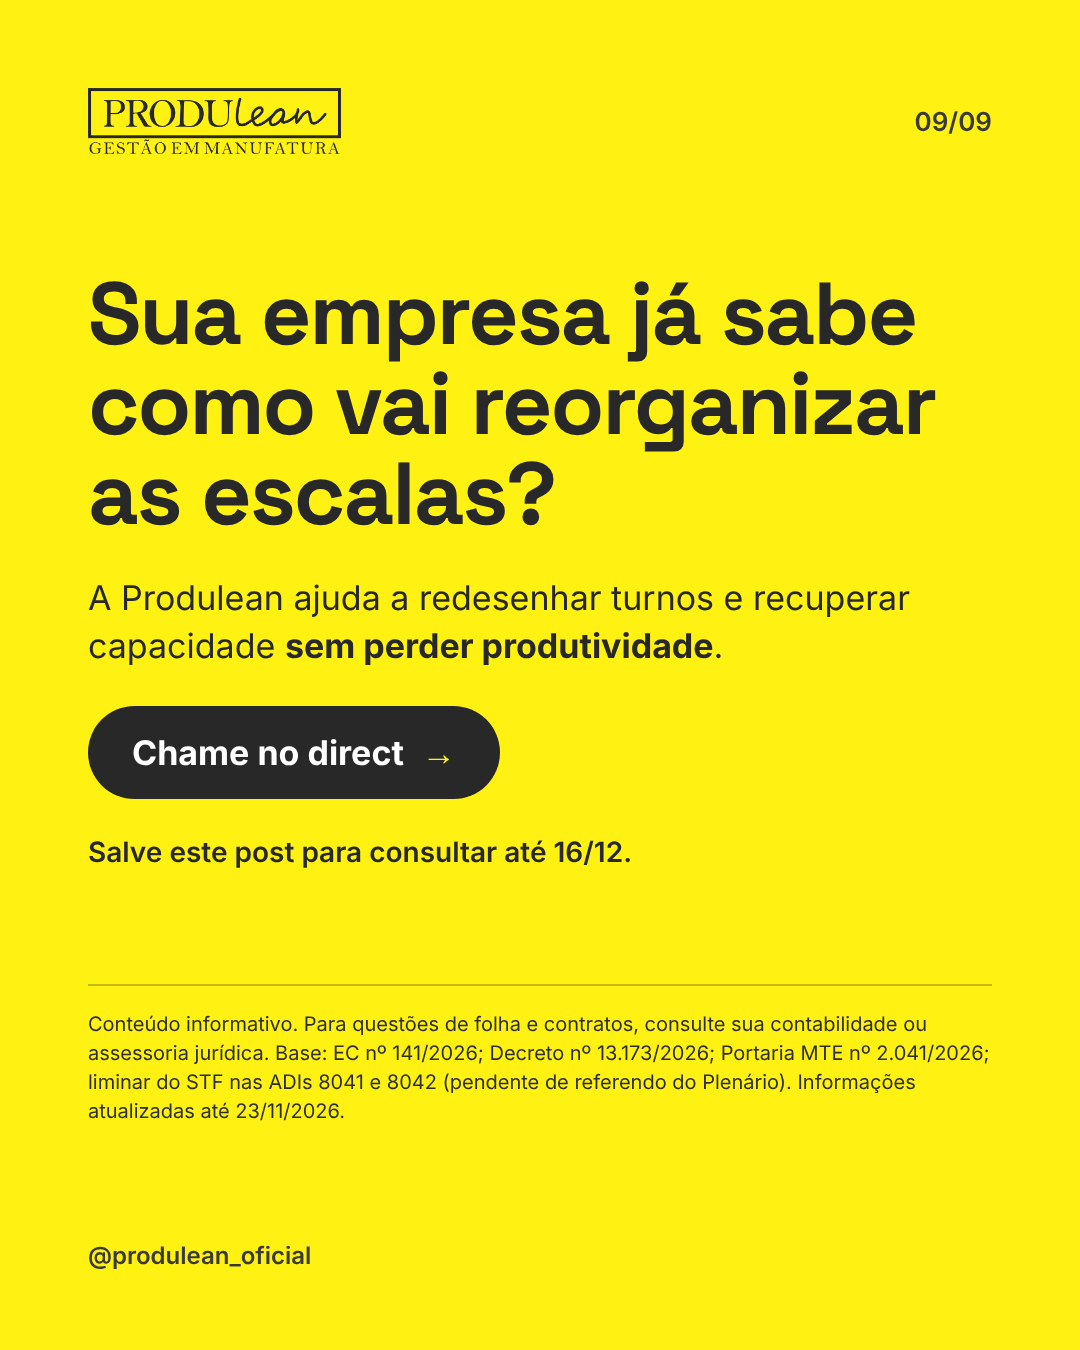 PRODUlean
GESTÃO EM MANUFATURA
09/09
Sua empresa já sabe
como vai reorganizar
as escalas?
A Produlean ajuda a redesenhar turnos e recuperar
capacidade sem perder produtividade.
Chame no direct →
Salve este post para consultar até 16/12.
Conteúdo informativo. Para questões de folha e contratos, consulte sua contabilidade ou
assessoria jurídica. Base: EC nº 141/2026; Decreto nº 13.173/2026; Portaria MTE nº 2.041/2026;
liminar do STF nas ADIs 8041 e 8042 (pendente de referendo do Plenário). Informações
atualizadas até 23/11/2026.
@produlean_oficial